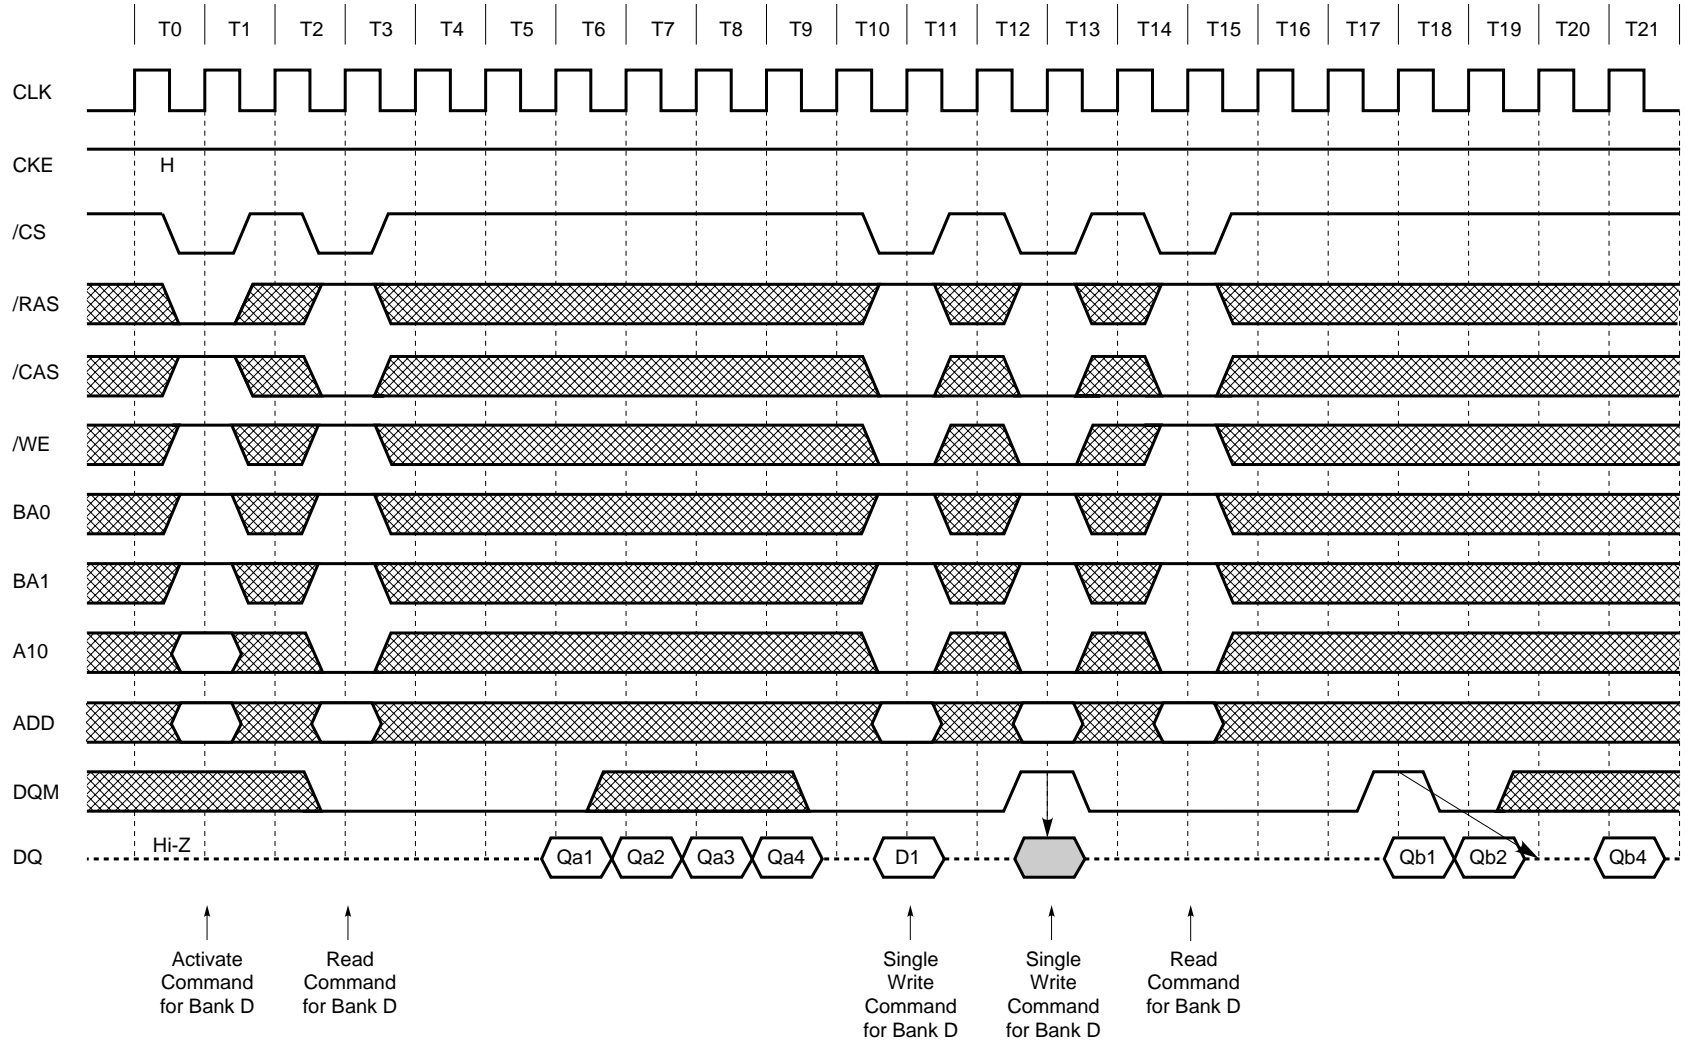 T0 T1 T2 T3 T4 T5 T6 T7 T8 T9 T10 T11 T12 T13 T14 T15 T16 T17 T18 T19 T20 T21
CLK
CKE H
/CS
/RAS
/CAS
/WE
BA0
BA1
A10
ADD
DQM
DQ Hi-Z Qa1 Qa2 Qa3 Qa4 D1 Qb1 Qb2 Qb4
Activate
Command
for Bank D
Read
Command
for Bank D
Single
Write
Command
for Bank D
Single
Write
Command
for Bank D
Read
Command
for Bank D